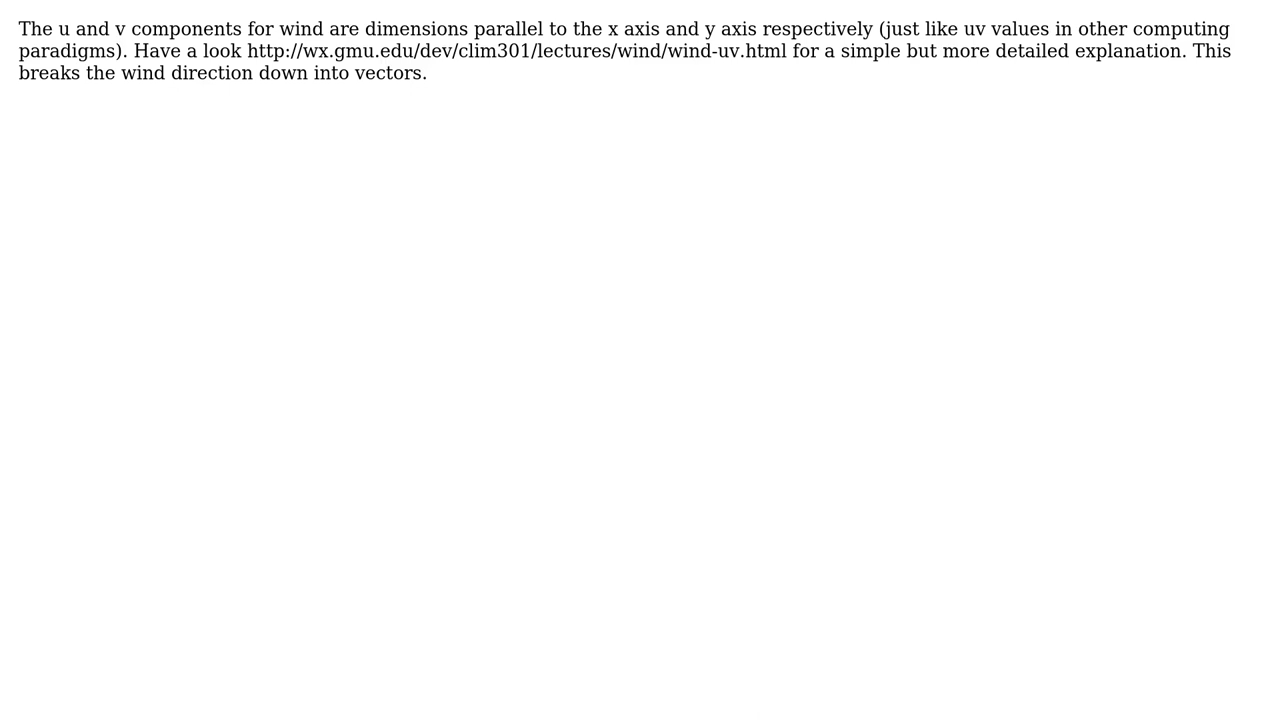 The u and v components for wind are dimensions parallel to the x axis and y axis respectively (just like uv values in other computing
paradigms). Have a look http://wx.gmu.edu/dev/clim301/lectures/wind/wind-uv.html for a simple but more detailed explanation. This
breaks the wind direction down into vectors.